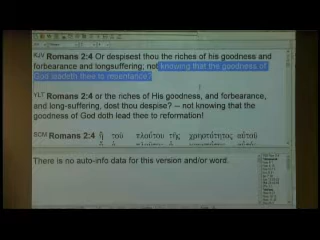 KJV Romans 2:4 Or despisest thou the riches of his goodness and
forbearance and longsuffering; not knowing that the goodness of
God leadeth thee to repentance?
YLT Romans 2:4 or the riches of His goodness, and forbearance,
and long-suffering, dost thou despise? — not knowing that the
goodness of God doth lead thee to reformation!
Romans 2:4 ἢ τοῦ πλούτου τῆς χρηστότητος αὐτοῦ
There is no auto-info data for this version and/or word.